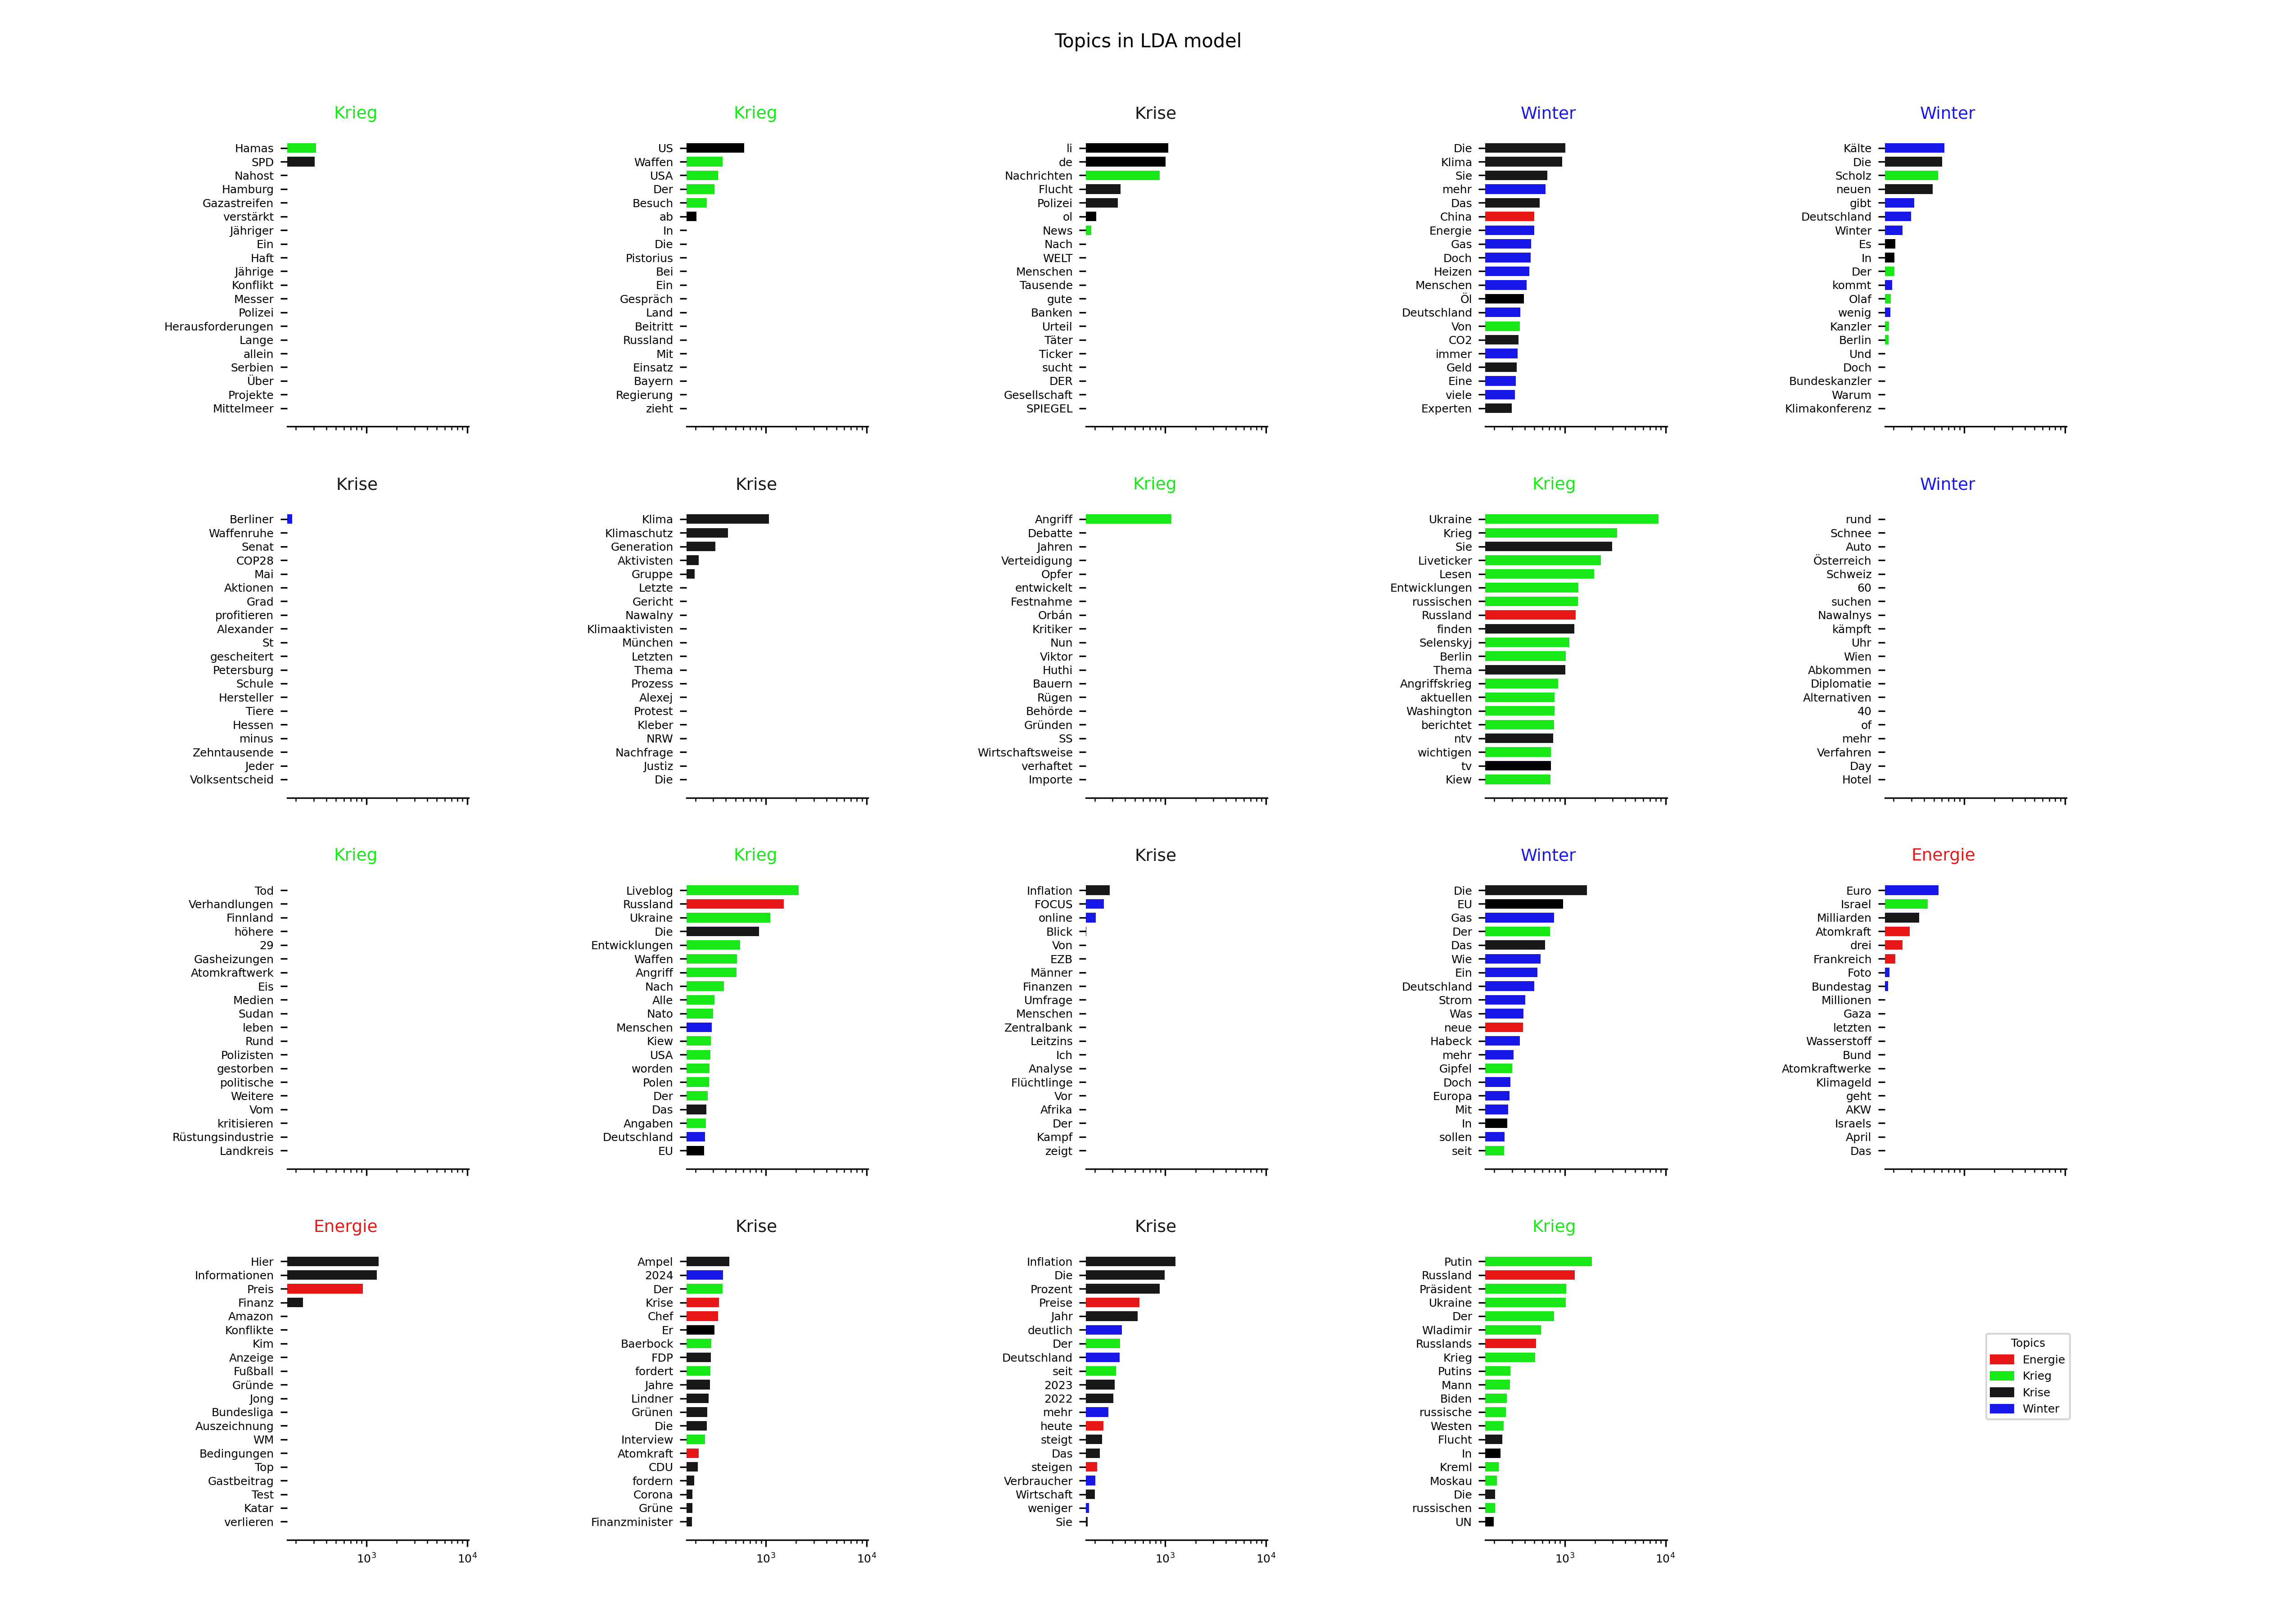 Topics in LDA model
Krieg
Hamas
SPD
Nahost
Hamburg
Gazastreifen
verstärkt
Jähriger
Ein
Haft
Jährige
Konflikt
Messer
Polizei
Herausforderungen
Lange
allein
Serbien
Über
Projekte
Mittelmeer
Krieg
US
Waffen
USA
Der
Besuch
ab
In
Die
Pistorius
Bei
Ein
Gespräch
Land
Beitritt
Russland
Mit
Einsatz
Bayern
Regierung
zieht
Krise
li
de
Nachrichten
Flucht
Polizei
ol
News
Nach
WELT
Menschen
Tausende
gute
Banken
Urteil
Täter
Ticker
sucht
DER
Gesellschaft
SPIEGEL
Winter
Die
Klima
Sie
mehr
Das
China
Energie
Gas
Doch
Heizen
Menschen
Öl
Deutschland
Von
CO2
immer
Geld
Eine
viele
Experten
Winter
Kälte
Die
Scholz
neuen
gibt
Deutschland
Winter
Es
In
Der
kommt
Olaf
wenig
Kanzler
Berlin
Und
Doch
Bundeskanzler
Warum
Klimakonferenz
Krise
Berliner
Waffenruhe
Senat
COP28
Mai
Aktionen
Grad
profitieren
Alexander
St
gescheitert
Petersburg
Schule
Hersteller
Tiere
Hessen
minus
Zehntausende
Jeder
Volksentscheid
Krise
Klima
Klimaschutz
Generation
Aktivisten
Gruppe
Letzte
Gericht
Nawalny
Klimaaktivisten
München
Letzten
Thema
Prozess
Alexej
Protest
Kleber
NRW
Nachfrage
Justiz
Die
Krieg
Angriff
Debatte
Jahren
Verteidigung
Opfer
entwickelt
Festnahme
Orbán
Kritiker
Nun
Viktor
Huthi
Bauern
Rügen
Behörde
Gründen
SS
Wirtschaftsweise
verhaftet
Importe
Krieg
Ukraine
Krieg
Sie
Liveticker
Lesen
Entwicklungen
russischen
Russland
finden
Selenskyj
Berlin
Thema
Angriffskrieg
aktuellen
Washington
berichtet
ntv
wichtigen
tv
Kiew
Winter
rund
Schnee
Auto
Österreich
Schweiz
60
suchen
Nawalnys
kämpft
Uhr
Wien
Abkommen
Diplomatie
Alternativen
40
of
mehr
Verfahren
Day
Hotel
Krieg
Tod
Verhandlungen
Finnland
höhere
29
Gasheizungen
Atomkraftwerk
Eis
Medien
Sudan
leben
Rund
Polizisten
gestorben
politische
Weitere
Vom
kritisieren
Rüstungsindustrie
Landkreis
Krieg
Liveblog
Russland
Ukraine
Die
Entwicklungen
Waffen
Angriff
Nach
Alle
Nato
Menschen
Kiew
USA
worden
Polen
Der
Das
Angaben
Deutschland
EU
Krise
Inflation
FOCUS
online
Blick
Von
EZB
Männer
Finanzen
Umfrage
Menschen
Zentralbank
Leitzins
Ich
Analyse
Flüchtlinge
Vor
Afrika
Der
Kampf
zeigt
Winter
Die
EU
Gas
Der
Das
Wie
Ein
Deutschland
Strom
Was
neue
Habeck
mehr
Gipfel
Doch
Europa
Mit
In
sollen
seit
Energie
Euro
Israel
Milliarden
Atomkraft
drei
Frankreich
Foto
Bundestag
Millionen
Gaza
letzten
Wasserstoff
Bund
Atomkraftwerke
Klimageld
geht
AKW
Israels
April
Das
Energie
Hier
Informationen
Preis
Finanz
Amazon
Konflikte
Kim
Anzeige
Fußball
Gründe
Jong
Bundesliga
Auszeichnung
WM
Bedingungen
Top
Gastbeitrag
Test
Katar
verlieren
10³ 10⁴
Krise
Ampel
2024
Der
Krise
Chef
Er
Baerbock
FDP
fordert
Jahre
Lindner
Grünen
Die
Interview
Atomkraft
CDU
fordern
Corona
Grüne
Finanzminister
10³ 10⁴
Krise
Inflation
Die
Prozent
Preise
Jahr
deutlich
Der
Deutschland
seit
2023
2022
mehr
heute
steigt
Das
steigen
Verbraucher
Wirtschaft
weniger
Sie
10³ 10⁴
Krieg
Putin
Russland
Präsident
Ukraine
Der
Wladimir
Russlands
Krieg
Putins
Mann
Biden
russische
Westen
Flucht
In
Kreml
Moskau
Die
russischen
UN
10³ 10⁴
Topics
Energie
Krieg
Krise
Winter